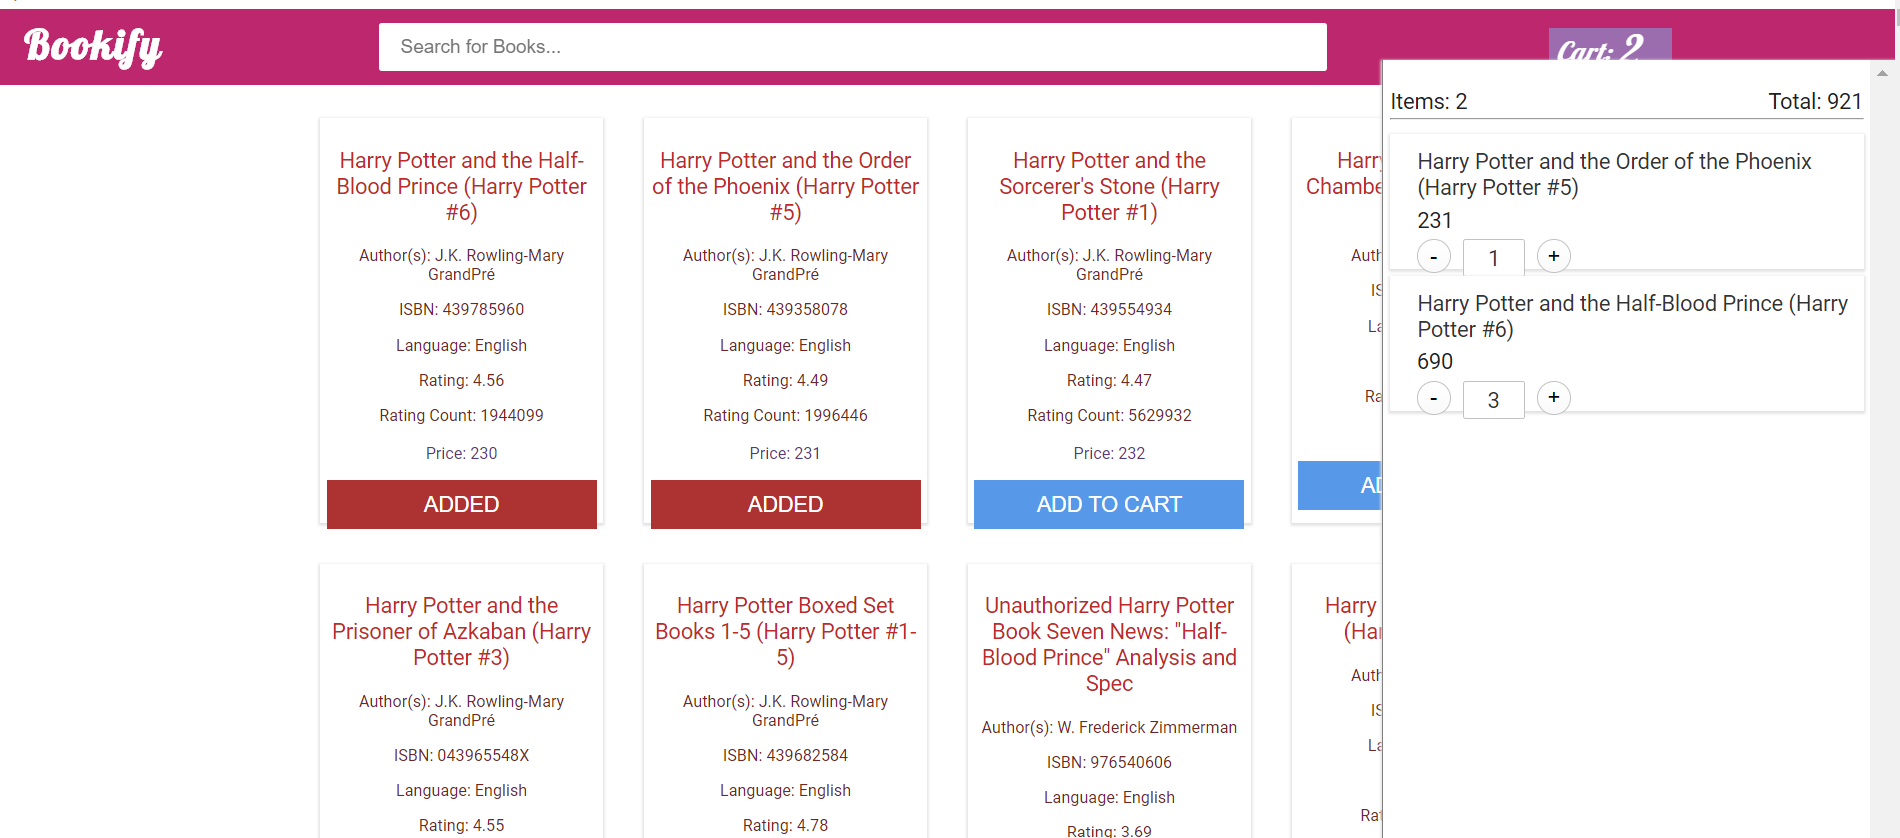 Bookify
Search for Books...
Cart: 2
Items: 2
Total: 921
Harry Potter and the Order of the Phoenix
(Harry Potter #5)
231
-
1
+
Harry Potter and the Half-Blood Prince (Harry
Potter #6)
690
-
3
+
Harry Potter and the Half-
Blood Prince (Harry Potter
#6)
Author(s): J.K. Rowling-Mary
GrandPré
ISBN: 439785960
Language: English
Rating: 4.56
Rating Count: 1944099
Price: 230
ADDED
Harry Potter and the Order
of the Phoenix (Harry Potter
#5)
Author(s): J.K. Rowling-Mary
GrandPré
ISBN: 439358078
Language: English
Rating: 4.49
Rating Count: 1996446
Price: 231
ADDED
Harry Potter and the
Sorcerer's Stone (Harry
Potter #1)
Author(s): J.K. Rowling-Mary
GrandPré
ISBN: 439554934
Language: English
Rating: 4.47
Rating Count: 5629932
Price: 232
ADD TO CART
Harry
Chambe
Auth
IS
La
Ra
AD
Harry Potter and the
Prisoner of Azkaban (Harry
Potter #3)
Author(s): J.K. Rowling-Mary
GrandPré
ISBN: 043965548X
Language: English
Rating: 4.55
Harry Potter Boxed Set
Books 1-5 (Harry Potter #1-
5)
Author(s): J.K. Rowling-Mary
GrandPré
ISBN: 439682584
Language: English
Rating: 4.78
Unauthorized Harry Potter
Book Seven News: "Half-
Blood Prince" Analysis and
Spec
Author(s): W. Frederick Zimmerman
ISBN: 976540606
Language: English
Rating: 3.69
Harry
(Har
Auth
IS
La
Rat